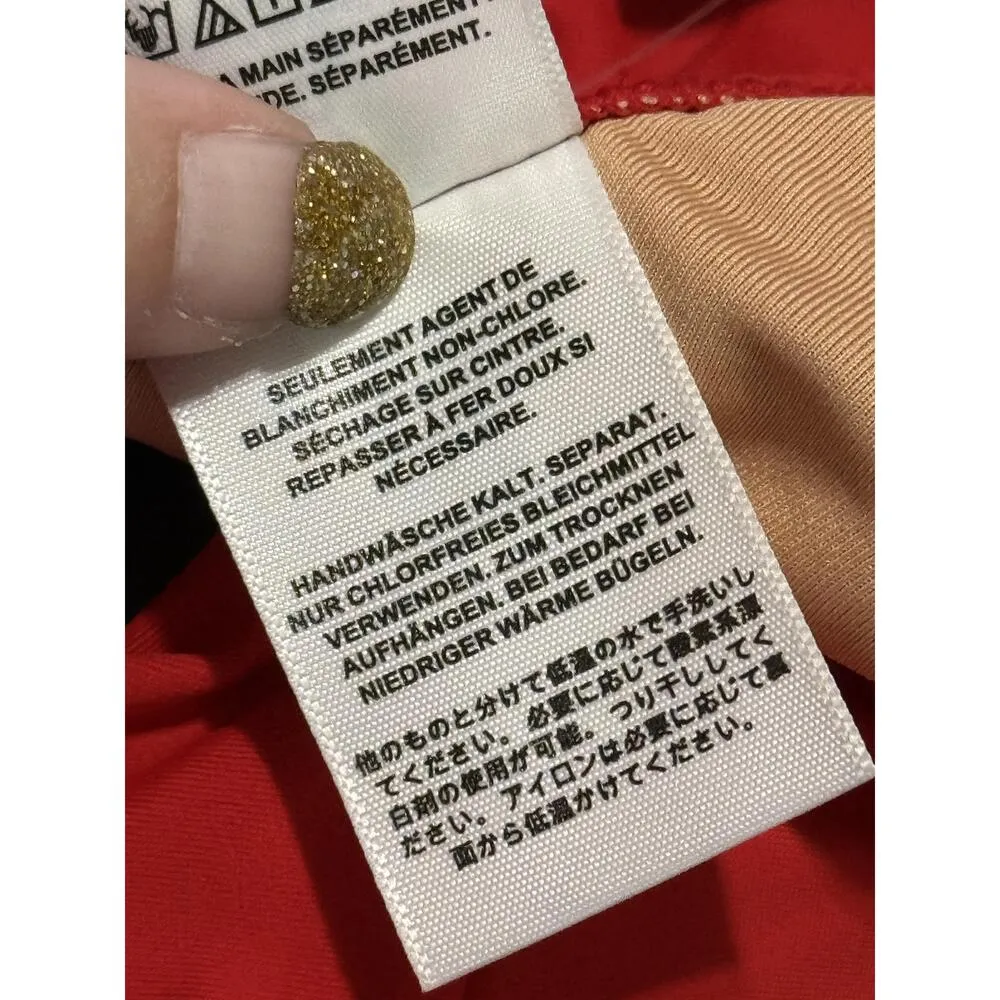 MAIN SÉPARÉMENT
DE. SÉPARÉMENT.
SEULEMENT AGENT DE
BLANCHIMENT NON-CHLORE.
SÉCHAGE SUR CINTRE.
REPASSER À FER DOUX SI
NÉCESSAIRE.
HANDWÄSCHE KALT. SEPARAT.
NUR CHLORFREIES BLEICHMITTEL
VERWENDEN. ZUM TROCKNEN
AUFHÄNGEN. BEI BEDARF BEI
NIEDRIGER WÄRME BÜGELN.
他のものと分けて低温の水で手洗いし
てください。必要に応じて酸素系漂
白剤の使用が可能。つり干ししてく
ださい。アイロンは必要に応じて裏
面から低温かけてください。